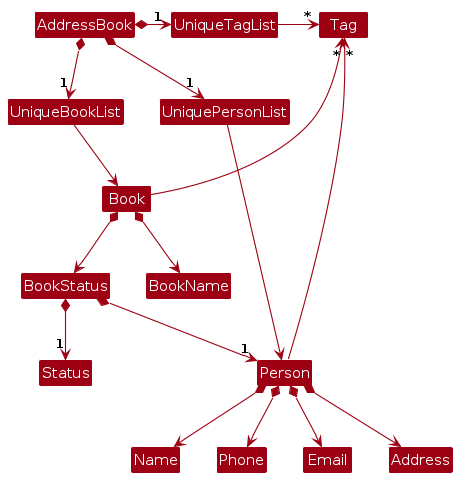 AddressBook
1
UniqueTagList
*
Tag
* *
1
1
UniqueBookList
UniquePersonList
Book
BookStatus
BookName
1
1
Status
Person
Name
Phone
Email
Address